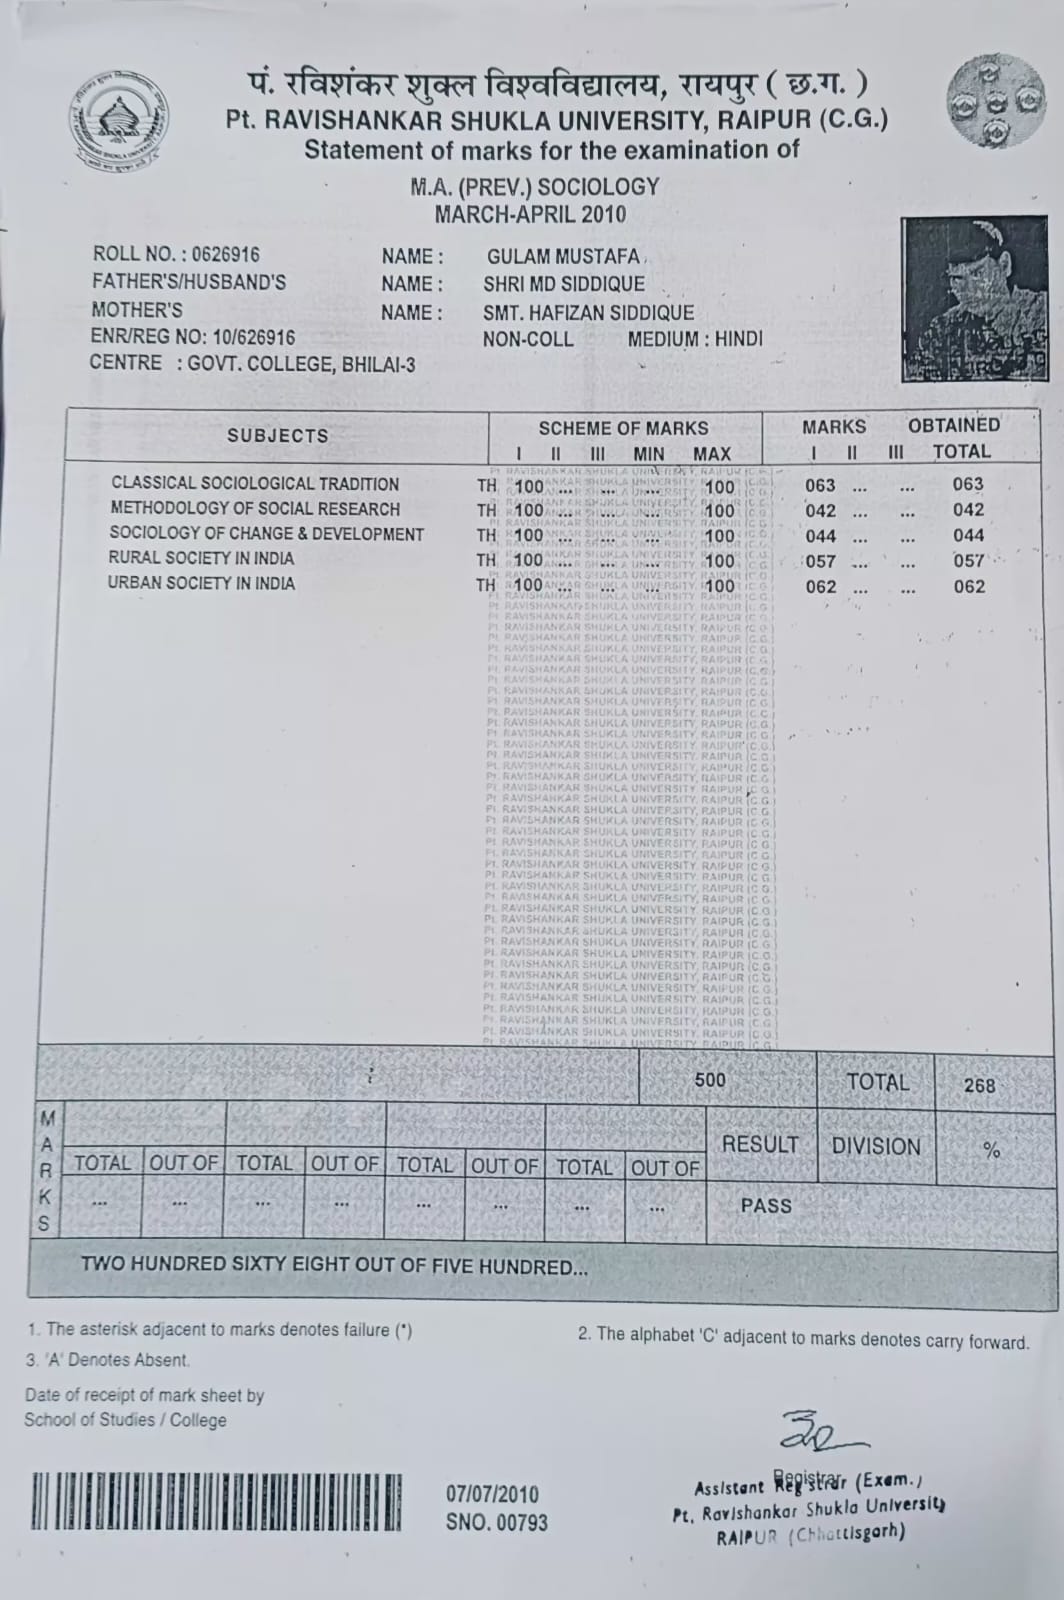 पं. रविशंकर शुक्ल विश्वविद्यालय, रायपुर ( छ.ग. )
Pt. RAVISHANKAR SHUKLA UNIVERSITY, RAIPUR (C.G.)
Statement of marks for the examination of
M.A. (PREV.) SOCIOLOGY
MARCH-APRIL 2010
ROLL NO. : 0626916 NAME : GULAM MUSTAFA
FATHER'S/HUSBAND'S NAME : SHRI MD SIDDIQUE
MOTHER'S NAME : SMT. HAFIZAN SIDDIQUE
ENR/REG NO: 10/626916 NON-COLL MEDIUM : HINDI
CENTRE : GOVT. COLLEGE, BHILAI-3
SUBJECTS SCHEME OF MARKS MARKS OBTAINED
I II III MIN MAX I II III TOTAL
CLASSICAL SOCIOLOGICAL TRADITION TH 100 ... ... ... 100 063 ... ... 063
METHODOLOGY OF SOCIAL RESEARCH TH 100 ... ... ... 100 042 ... ... 042
SOCIOLOGY OF CHANGE & DEVELOPMENT TH 100 ... ... ... 100 044 ... ... 044
RURAL SOCIETY IN INDIA TH 100 ... ... ... 100 057 ... ... 057
URBAN SOCIETY IN INDIA TH 100 ... ... ... 100 062 ... ... 062
500 TOTAL 268
MARKS
TOTAL OUT OF TOTAL OUT OF TOTAL OUT OF TOTAL OUT OF RESULT DIVISION %
... ... ... ... ... ... ... ... PASS
TWO HUNDRED SIXTY EIGHT OUT OF FIVE HUNDRED...
1. The asterisk adjacent to marks denotes failure (*) 2. The alphabet 'C' adjacent to marks denotes carry forward.
3. 'A' Denotes Absent.
Date of receipt of mark sheet by
School of Studies / College
07/07/2010
SNO. 00793
Registrar
Assistant Registrar (Exam.)
Pt. Ravishankar Shukla University
RAIPUR (Chhattisgarh)